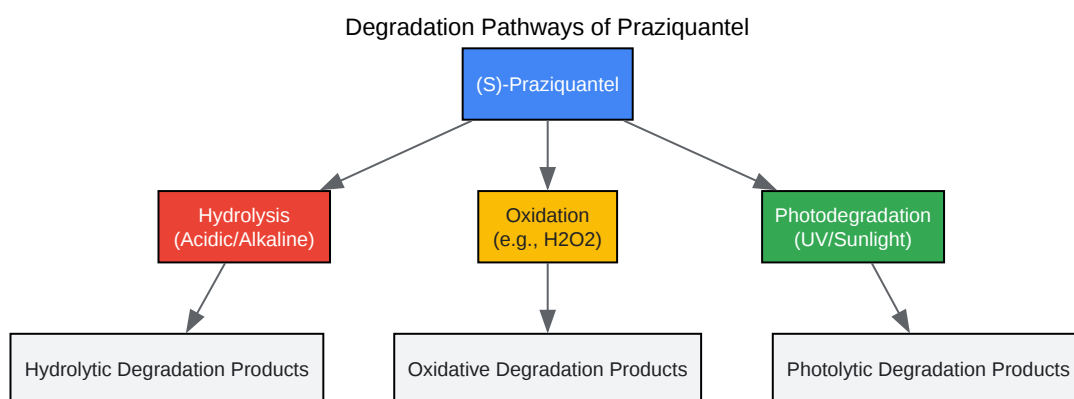 Degradation Pathways of Praziquantel
(S)-Praziquantel
Hydrolysis
(Acidic/Alkaline)
Oxidation
(e.g., H2O2)
Photodegradation
(UV/Sunlight)
Hydrolytic Degradation Products
Oxidative Degradation Products
Photolytic Degradation Products